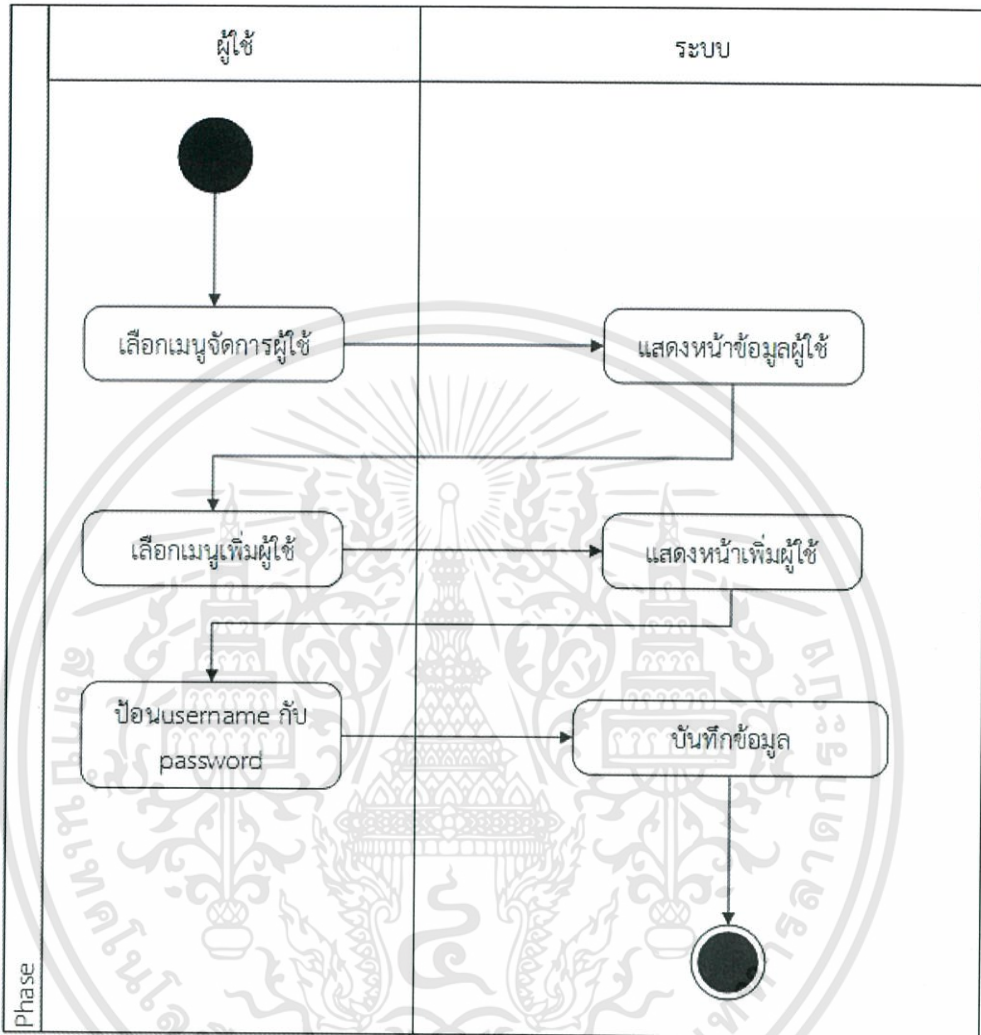 ผู้ใช้
ระบบ
เลือกเมนูจัดการผู้ใช้
แสดงหน้าข้อมูลผู้ใช้
เลือกเมนูเพิ่มผู้ใช้
แสดงหน้าเพิ่มผู้ใช้
ป้อนusername กับ
password
บันทึกข้อมูล
Phase